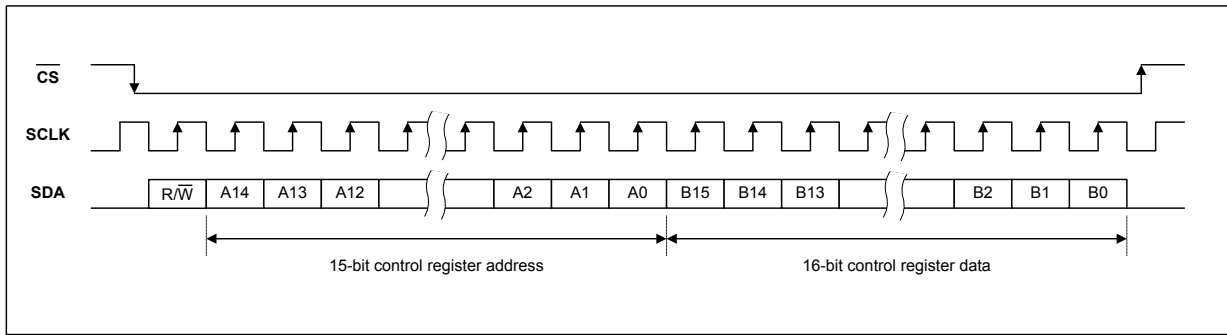 CS
SCLK
SDA R/W A14 A13 A12 A2 A1 A0 B15 B14 B13 B2 B1 B0
15-bit control register address 16-bit control register data